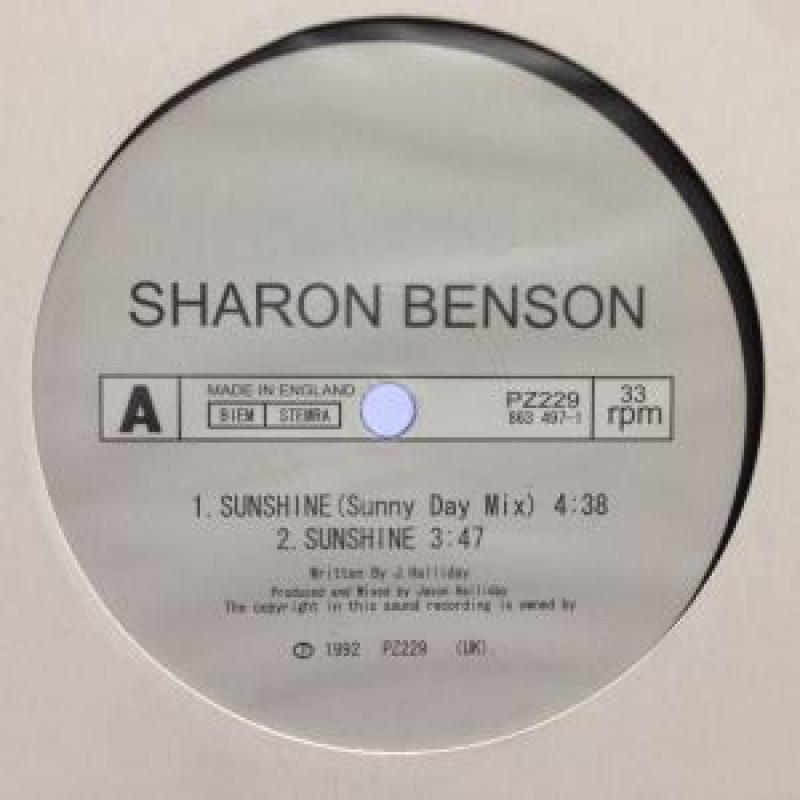 SHARON BENSON
A
MADE IN ENGLAND
BIEM STEMRA
PZ229
863 497-1
33
rpm
1. SUNSHINE (Sunny Day Mix) 4:38
2. SUNSHINE 3:47
Written By J.Halliday
Produced and Mixed by Jason Halliday
The copyright in this sound recording is owned by
Ⓟ 1992 PZ229 (UK).